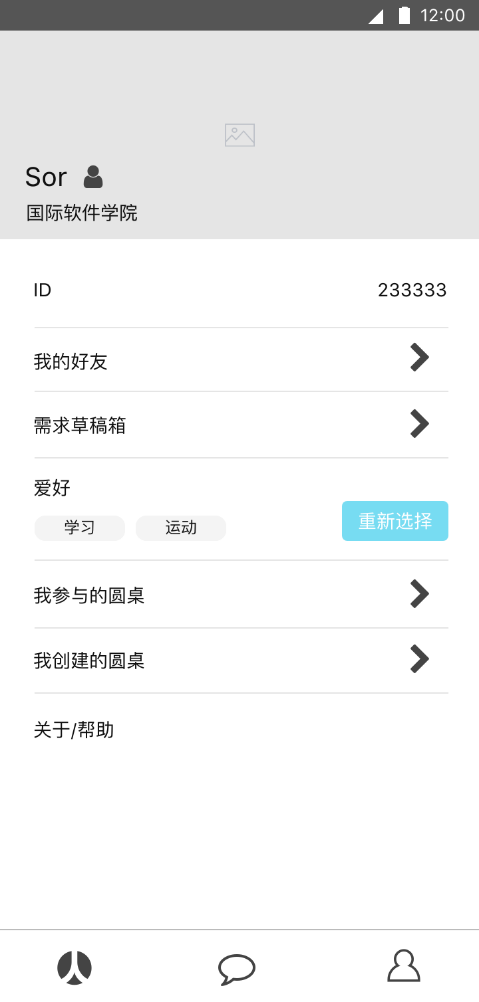 12:00
Sor
国际软件学院
ID 233333
我的好友
需求草稿箱
爱好
学习 运动 重新选择
我参与的圆桌
我创建的圆桌
关于/帮助